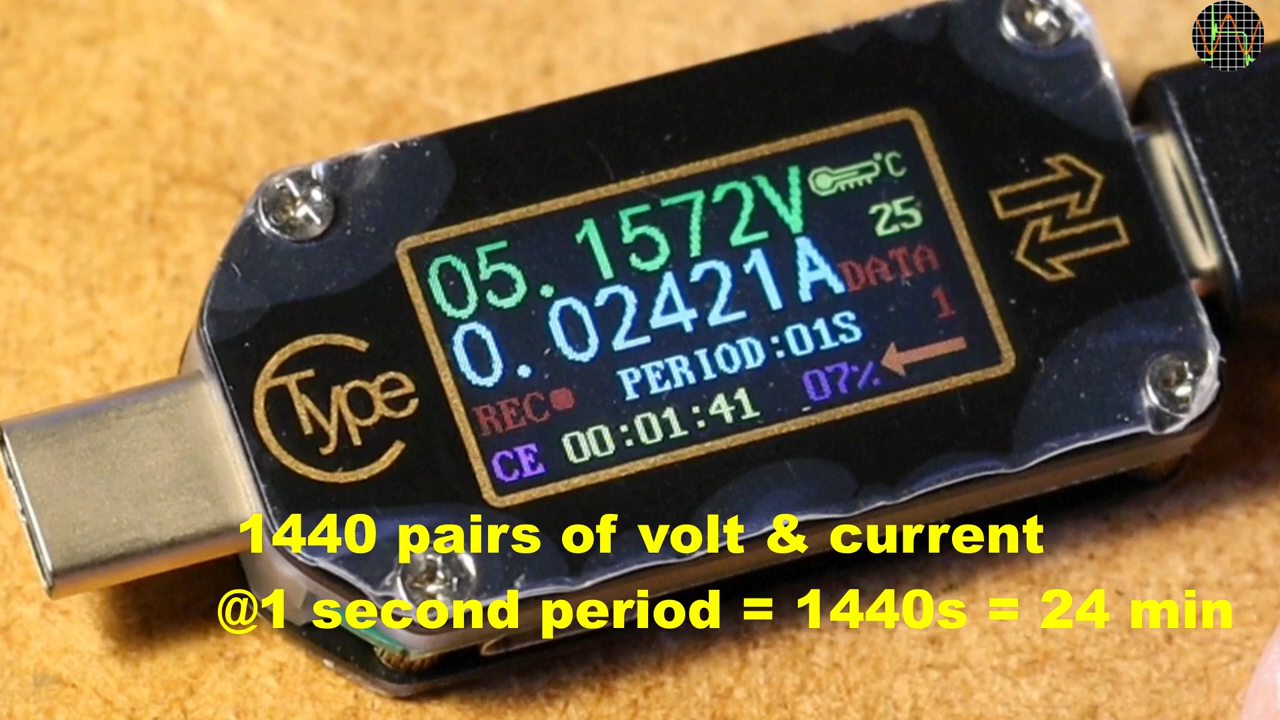 05.1572V
°C
25
0.02421A
DATA
1
PERIOD:01S
REC
07%
CE 00:01:41
Type
1440 pairs of volt & current
@1 second period = 1440s = 24 min